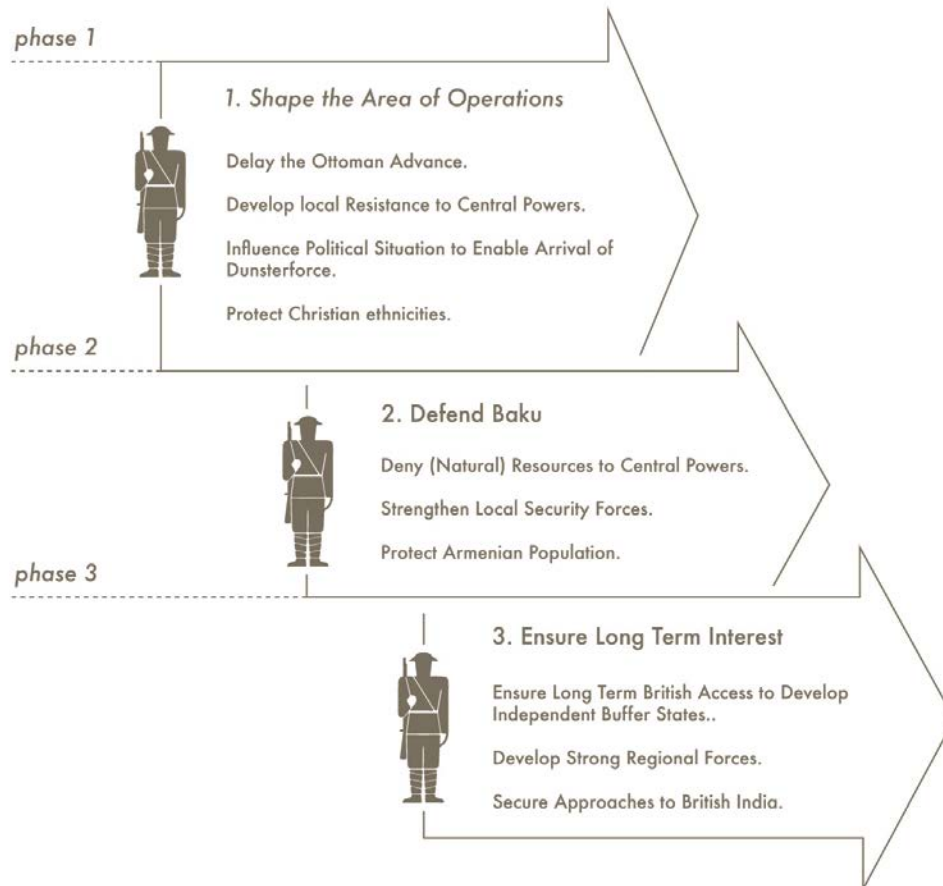 phase 1
1. Shape the Area of Operations
Delay the Ottoman Advance.
Develop local Resistance to Central Powers.
Influence Political Situation to Enable Arrival of
Dunsterforce.
Protect Christian ethnicities.
phase 2
2. Defend Baku
Deny (Natural) Resources to Central Powers.
Strengthen Local Security Forces.
Protect Armenian Population.
phase 3
3. Ensure Long Term Interest
Ensure Long Term British Access to Develop
Independent Buffer States..
Develop Strong Regional Forces.
Secure Approaches to British India.